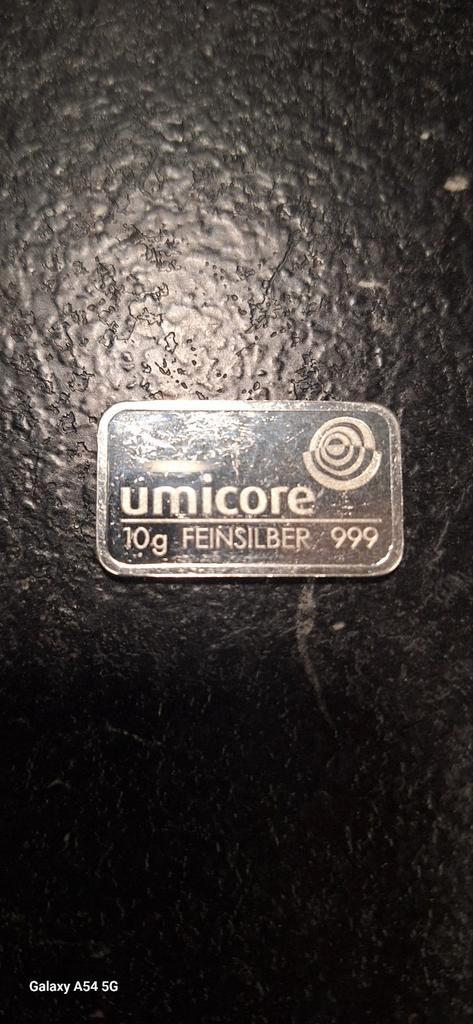 umicore
10g FEINSILBER 999
Galaxy A54 5G